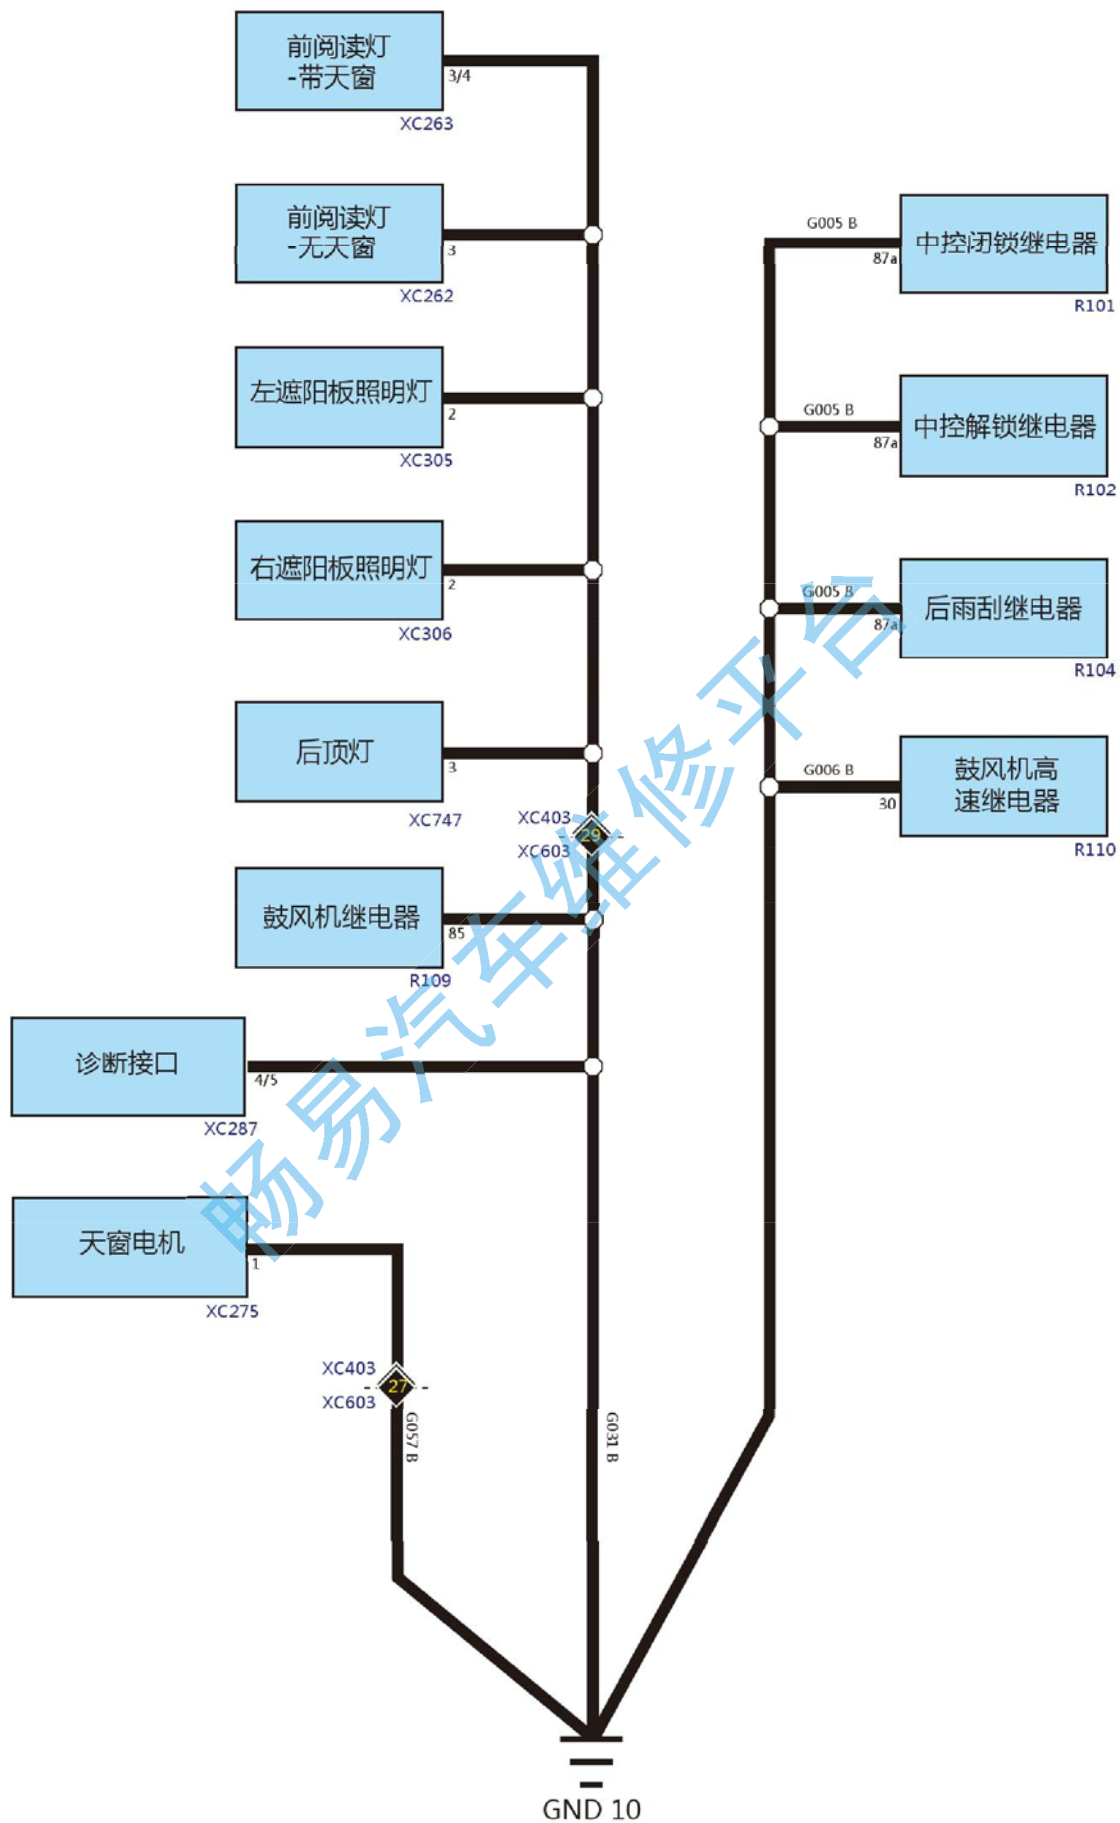 前阅读灯
-带天窗
3/4
XC263
前阅读灯
-无天窗
3
XC262
左遮阳板照明灯
2
XC305
右遮阳板照明灯
2
XC306
后顶灯
3
XC747
XC403
29
XC603
鼓风机继电器
85
R109
诊断接口
4/5
XC287
天窗电机
1
XC275
XC403
27
XC603
G057 B
G031 B
G005 B
中控闭锁继电器
87a
R101
G005 B
中控解锁继电器
87a
R102
G005 B
后雨刮继电器
87a
R104
G006 B
鼓风机高
速继电器
30
R110
GND 10
畅易汽车维修平台